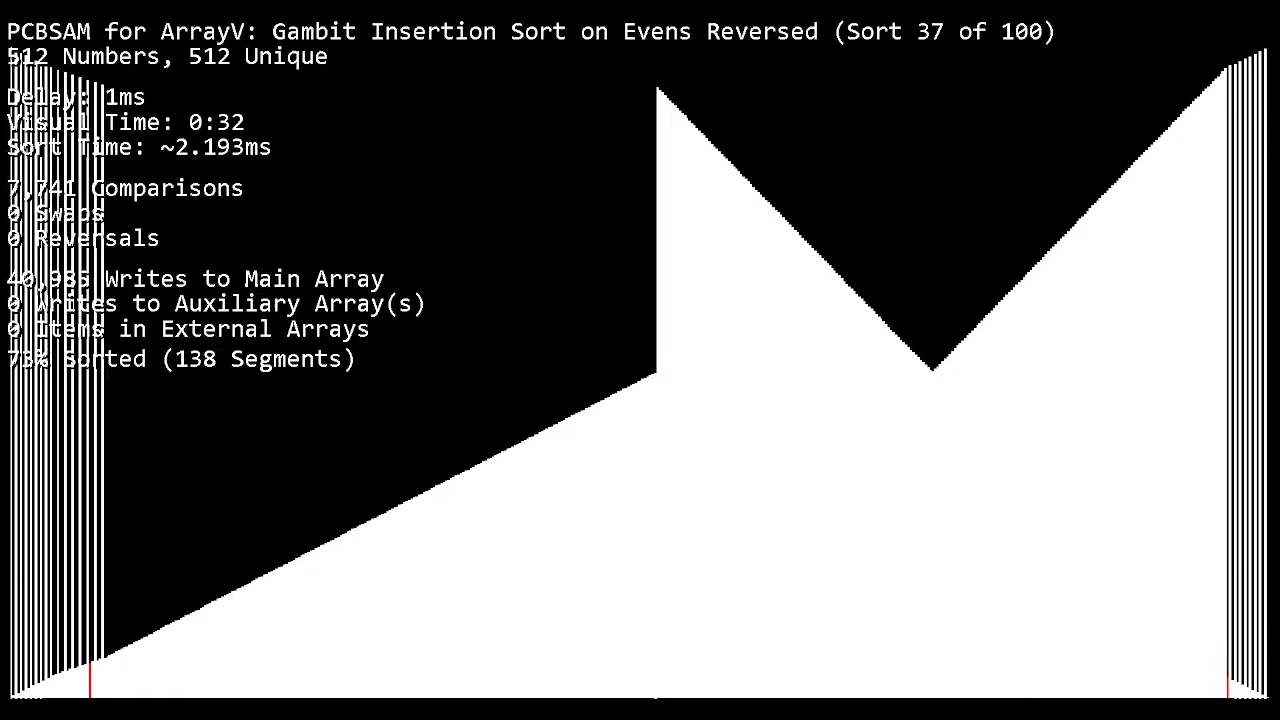 PCBSAM for ArrayV: Gambit Insertion Sort on Evens Reversed (Sort 37 of 100)
512 Numbers, 512 Unique
Delay: 1ms
Visual Time: 0:32
Sort Time: ~2.193ms
7,741 Comparisons
0 Swaps
0 Reversals
40,985 Writes to Main Array
0 Writes to Auxiliary Array(s)
0 Items in External Arrays
73% Sorted (138 Segments)